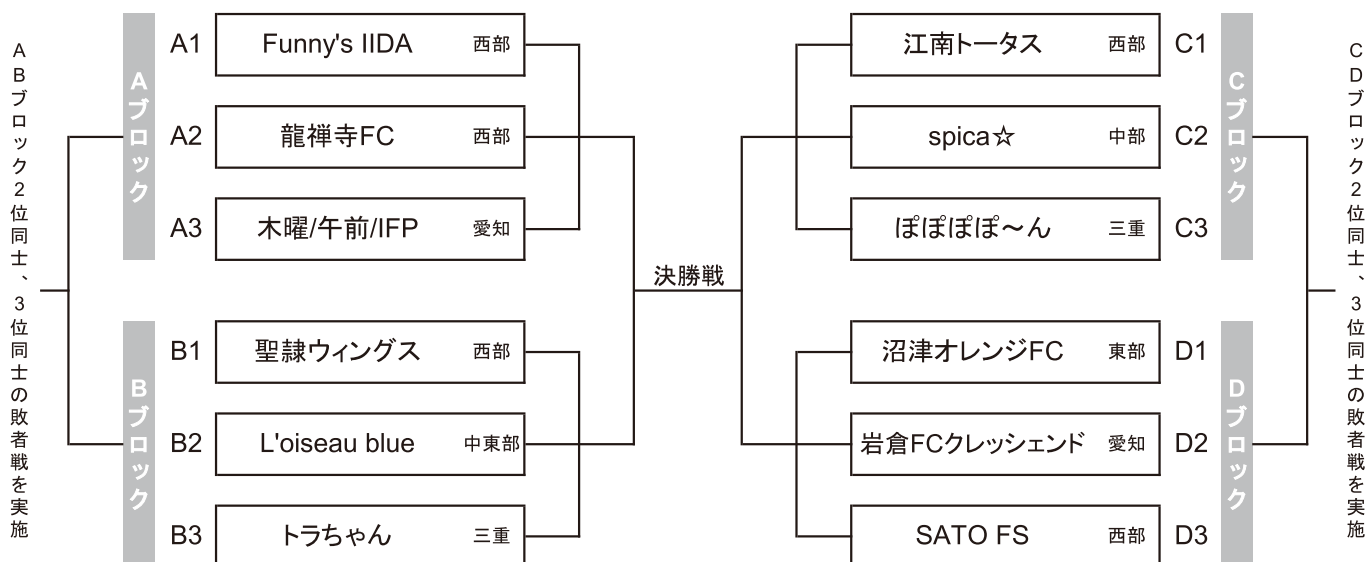 ABブロック2位同士、3位同士の敗者戦を実施
Aブロック
A1 Funny's IIDA 西部
A2 龍禅寺FC 西部
A3 木曜/午前/IFP 愛知
Bブロック
B1 聖隷ウィングス 西部
B2 L'oiseau blue 中東部
B3 トラちゃん 三重
決勝戦
江南トータス 西部 C1
spica☆ 中部 C2
ぽぽぽぽ～ん 三重 C3
Cブロック
沼津オレンジFC 東部 D1
岩倉FCクレッシェンド 愛知 D2
SATO FS 西部 D3
Dブロック
CDブロック2位同士、3位同士の敗者戦を実施